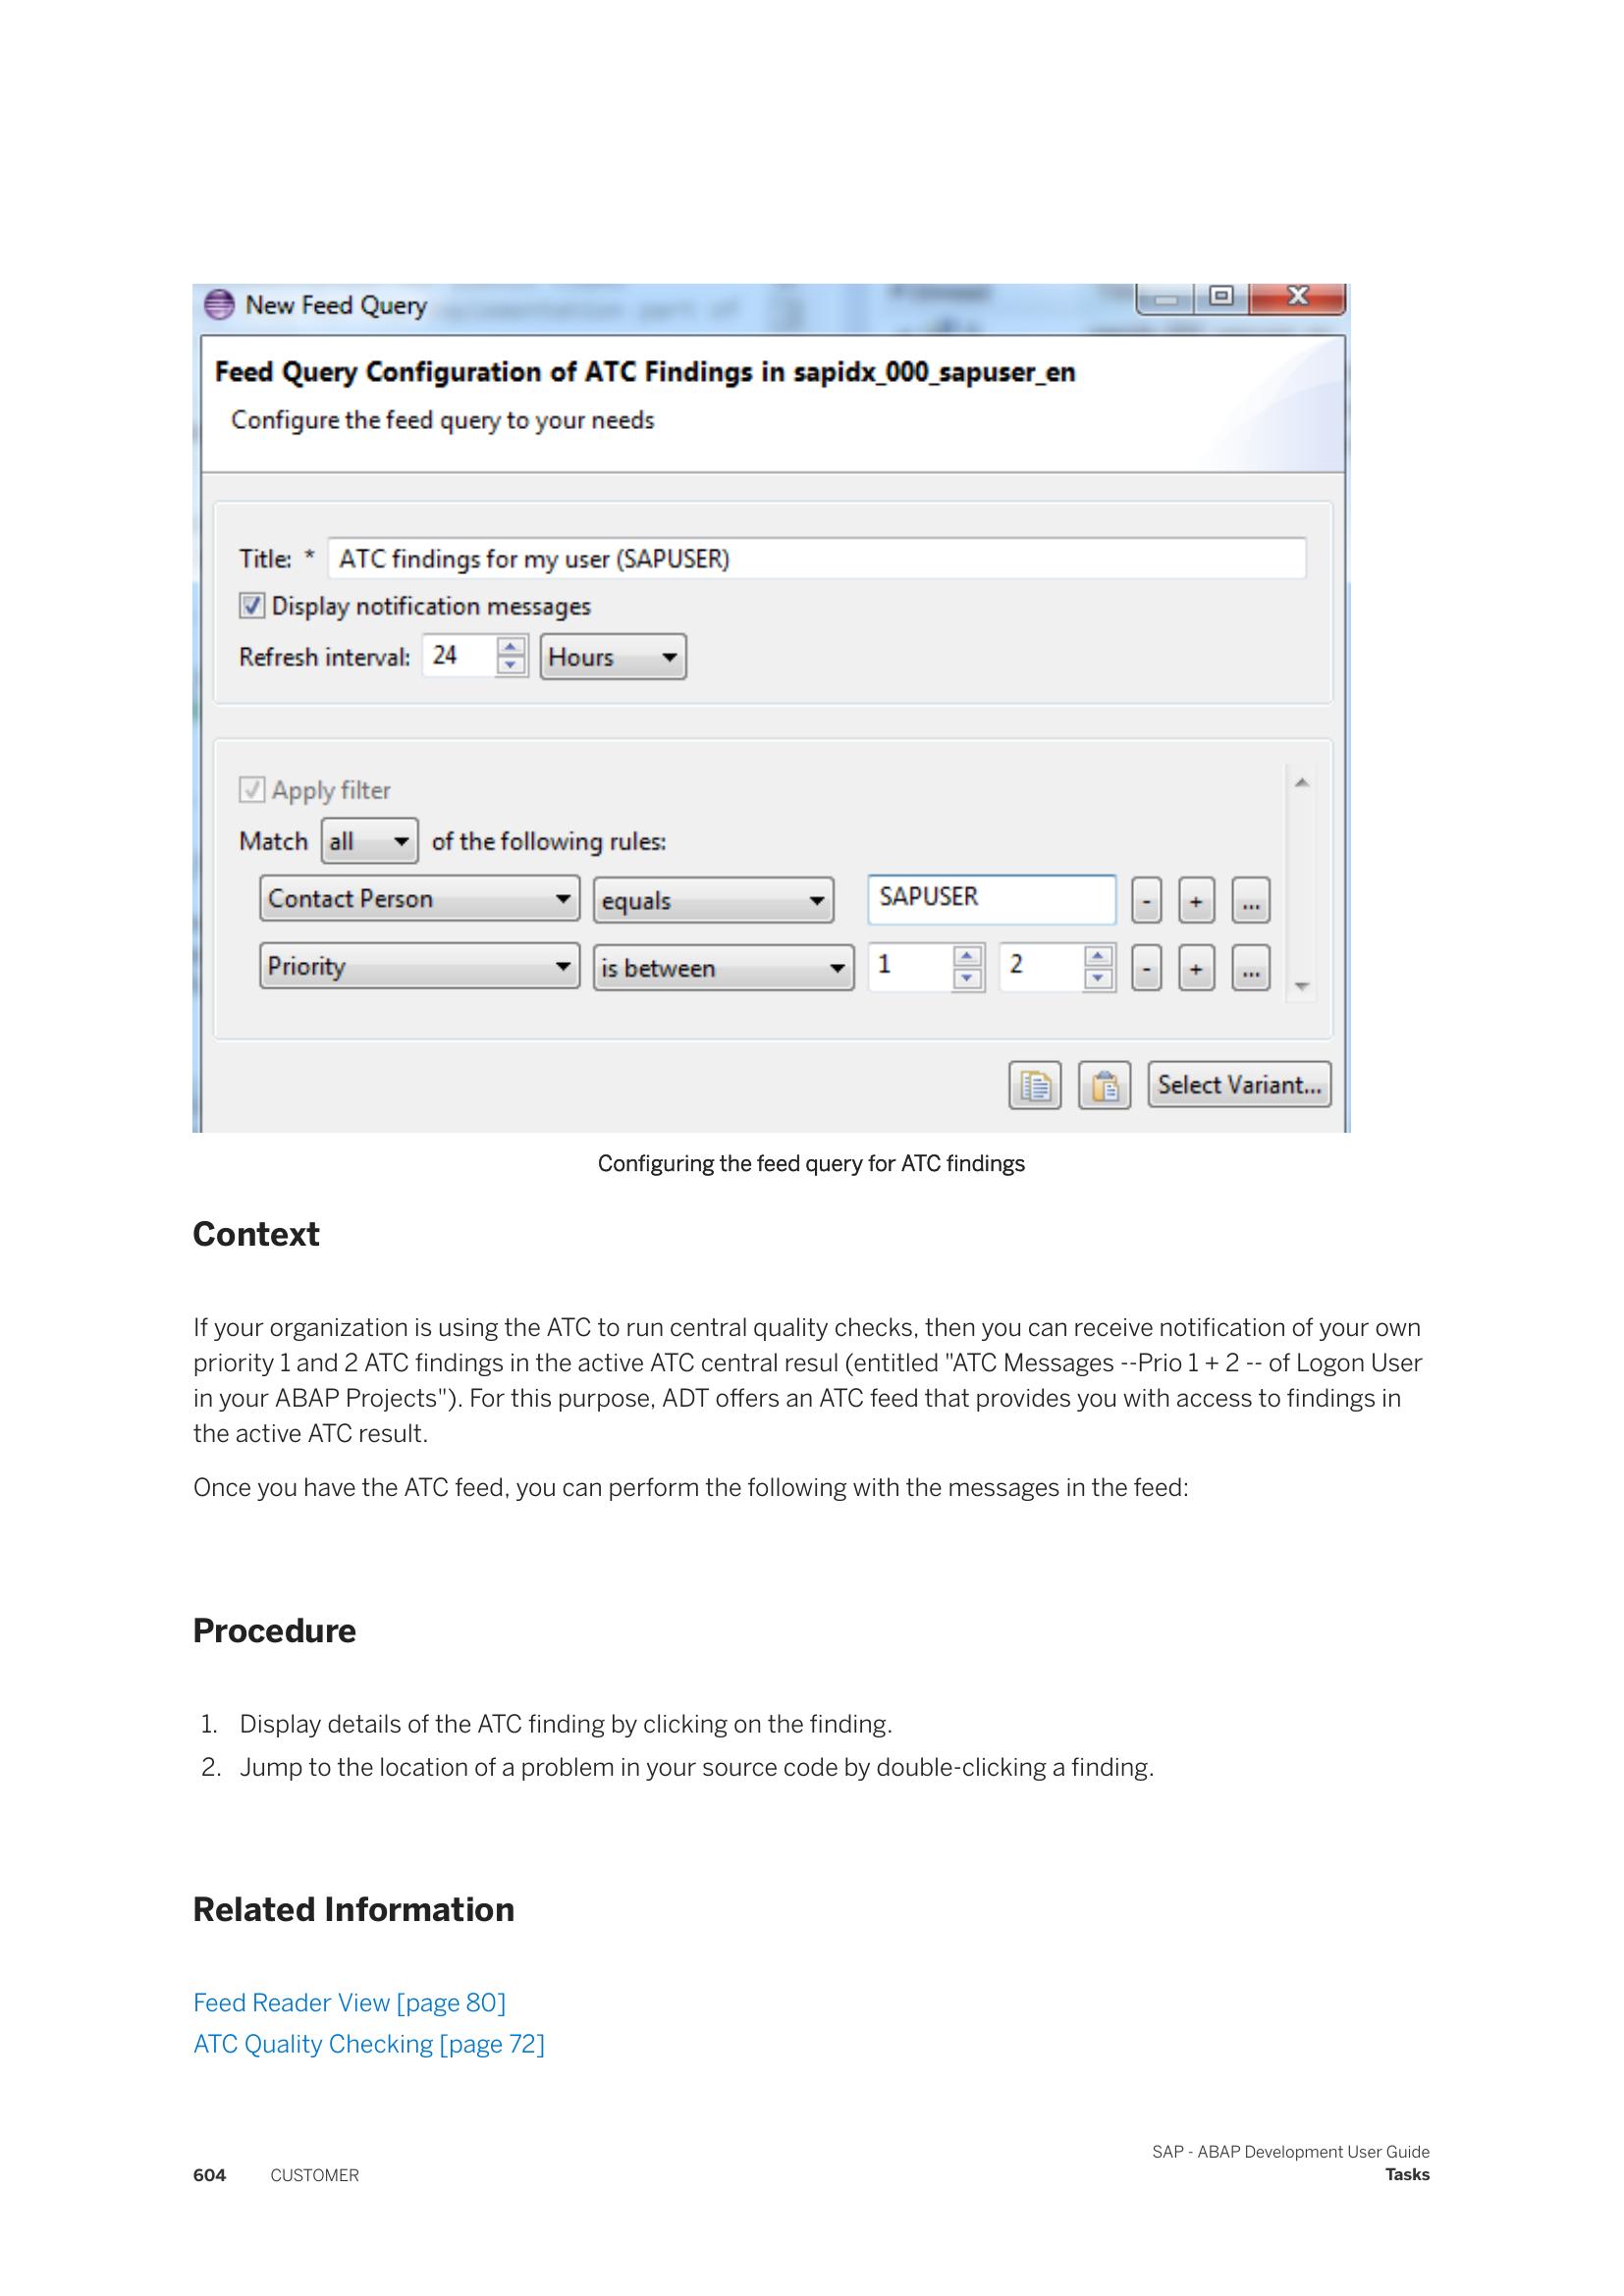 New Feed Query
Feed Query Configuration of ATC Findings in sapidx_000_sapuser_en
Configure the feed query to your needs
Title: * ATC findings for my user (SAPUSER)
Display notification messages
Refresh interval: 24 Hours
Apply filter
Match all of the following rules:
Contact Person equals SAPUSER - + ...
Priority is between 1 2 - + ...
Select Variant...
Configuring the feed query for ATC findings
Context
If your organization is using the ATC to run central quality checks, then you can receive notification of your own
priority 1 and 2 ATC findings in the active ATC central resul (entitled "ATC Messages --Prio 1 + 2 -- of Logon User
in your ABAP Projects"). For this purpose, ADT offers an ATC feed that provides you with access to findings in
the active ATC result.
Once you have the ATC feed, you can perform the following with the messages in the feed:
Procedure
1. Display details of the ATC finding by clicking on the finding.
2. Jump to the location of a problem in your source code by double-clicking a finding.
Related Information
Feed Reader View [page 80]
ATC Quality Checking [page 72]
SAP - ABAP Development User Guide
604 CUSTOMER Tasks